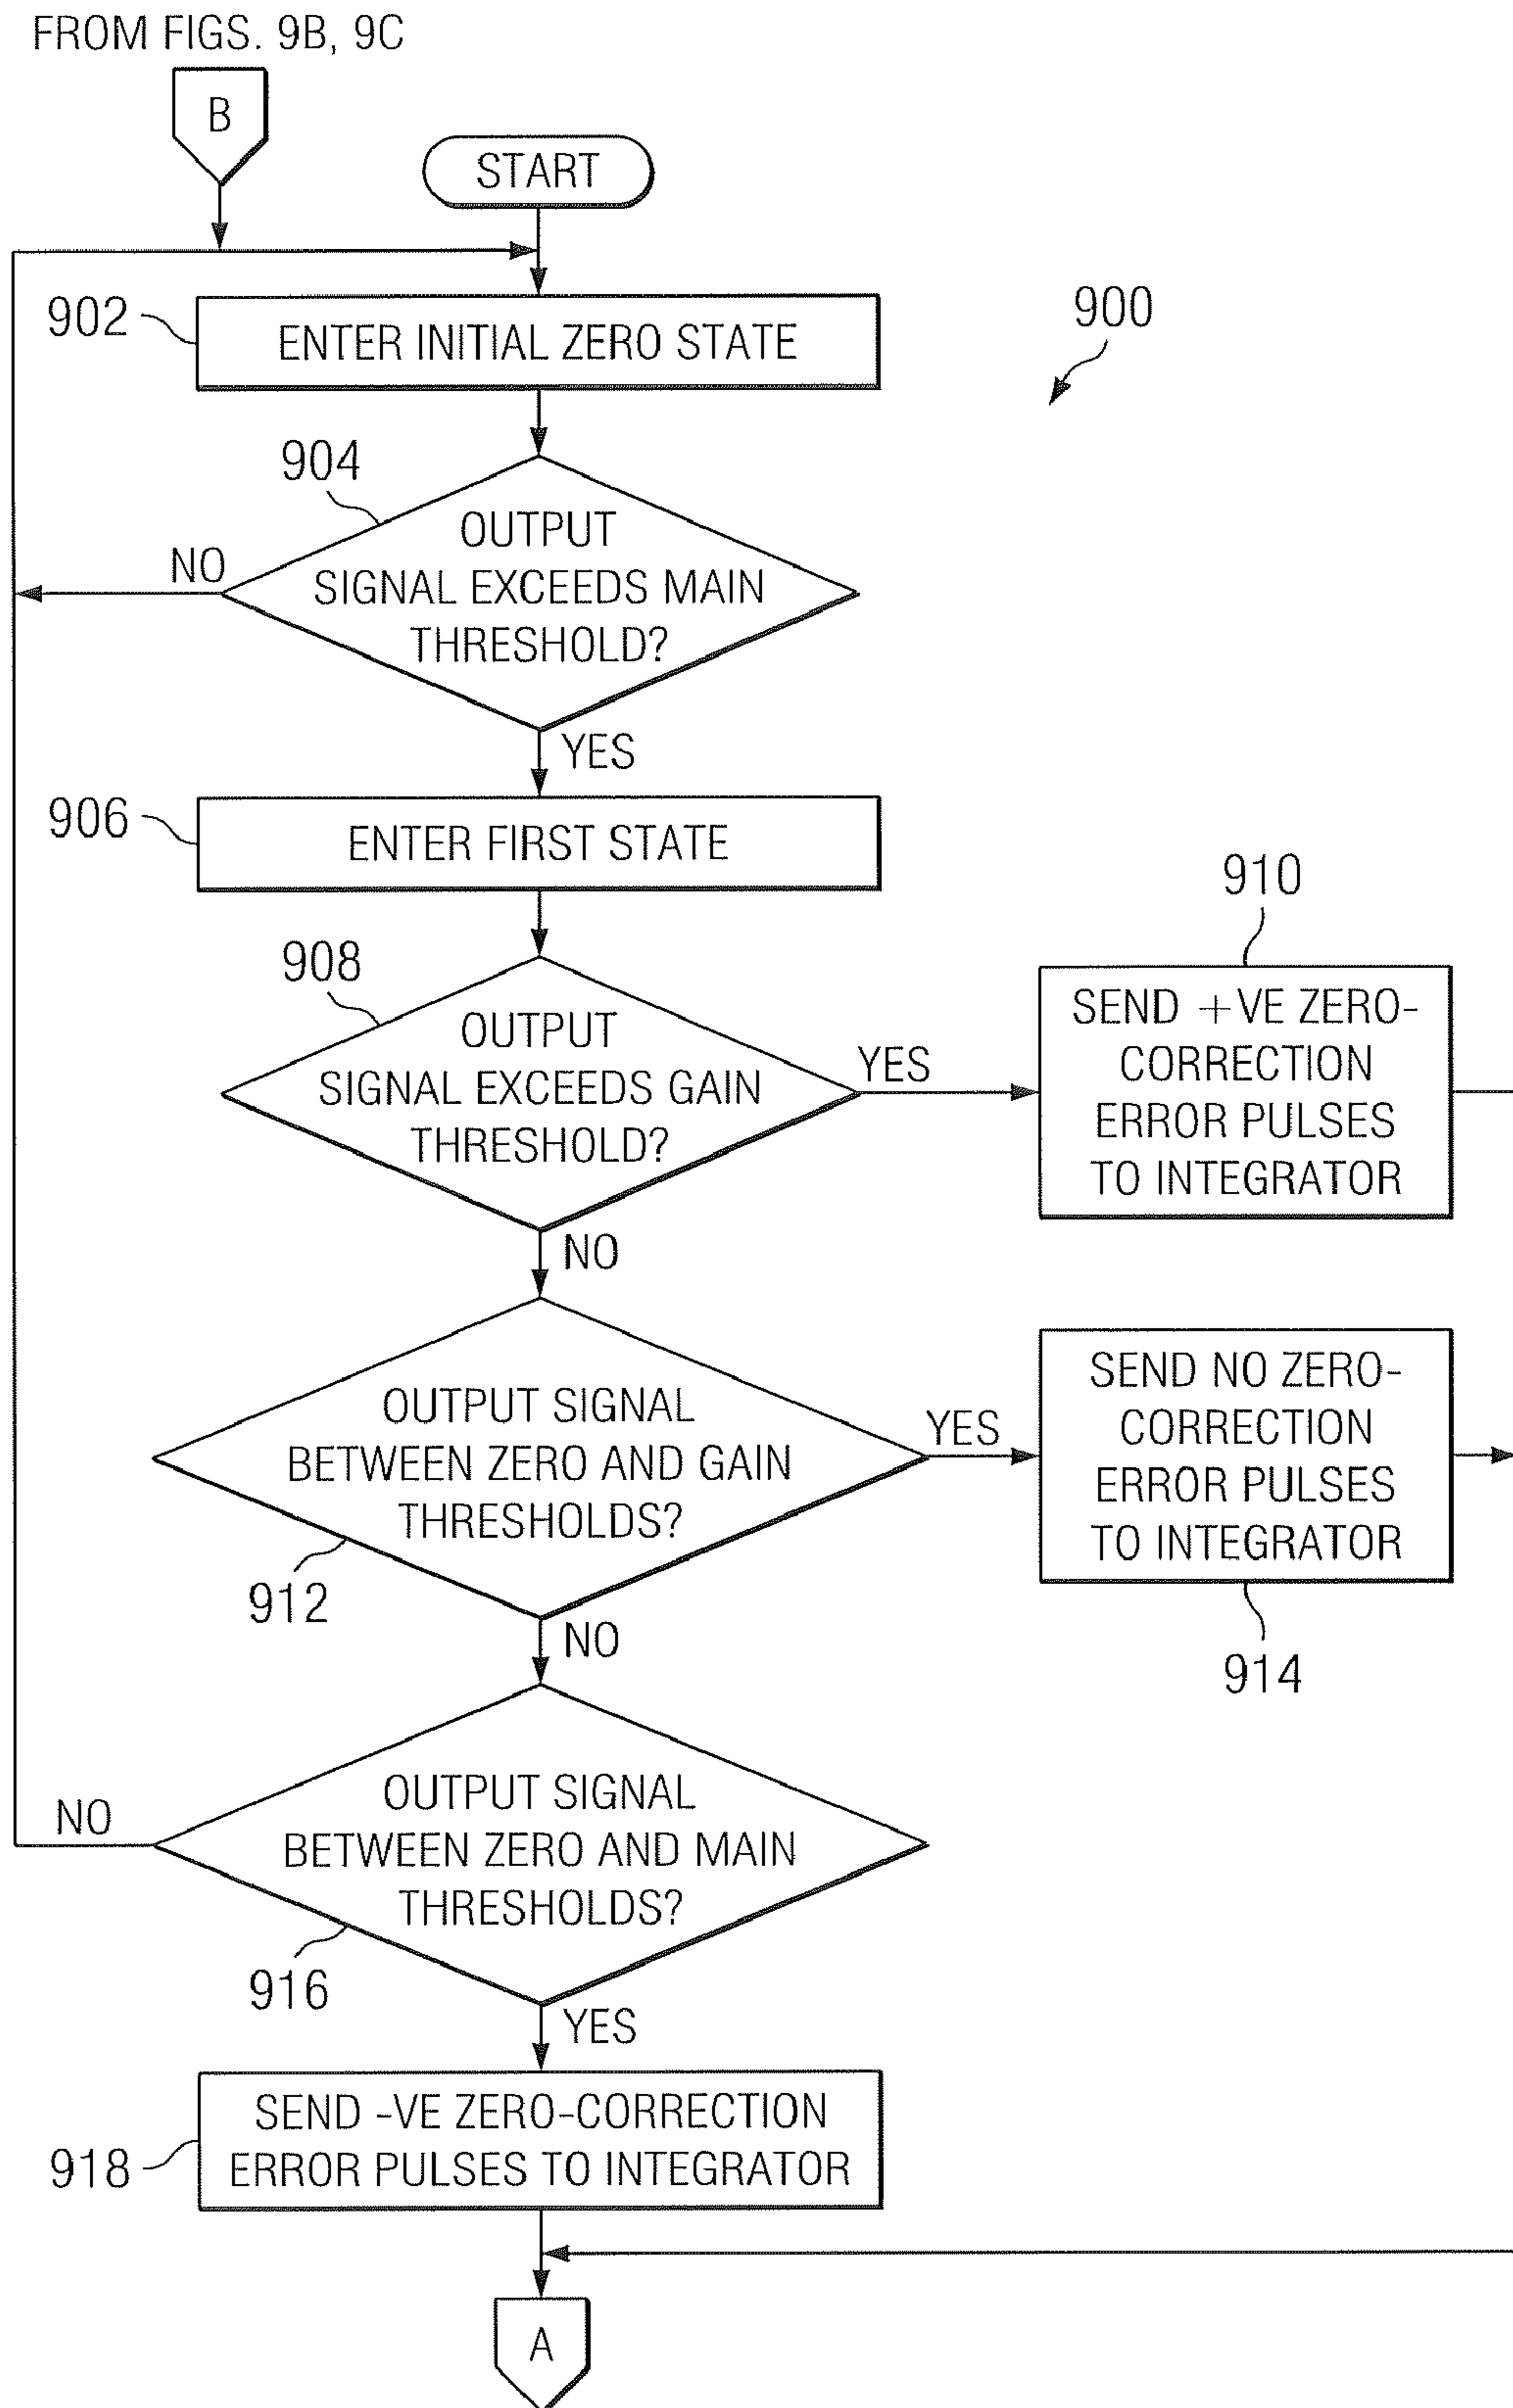 FROM FIGS. 9B, 9C
B
START
902
ENTER INITIAL ZERO STATE
900
904
OUTPUT
SIGNAL EXCEEDS MAIN
THRESHOLD?
NO
YES
906
ENTER FIRST STATE
908
OUTPUT
SIGNAL EXCEEDS GAIN
THRESHOLD?
YES
910
SEND +VE ZERO-
CORRECTION
ERROR PULSES
TO INTEGRATOR
NO
OUTPUT SIGNAL
BETWEEN ZERO AND GAIN
THRESHOLDS?
912
YES
SEND NO ZERO-
CORRECTION
ERROR PULSES
TO INTEGRATOR
914
NO
OUTPUT SIGNAL
BETWEEN ZERO AND MAIN
THRESHOLDS?
NO
916
YES
918
SEND -VE ZERO-CORRECTION
ERROR PULSES TO INTEGRATOR
A